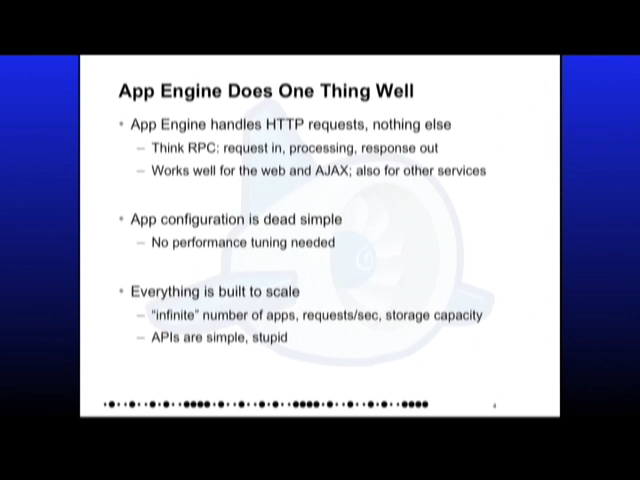 App Engine Does One Thing Well
• App Engine handles HTTP requests, nothing else
– Think RPC: request in, processing, response out
– Works well for the web and AJAX; also for other services
• App configuration is dead simple
– No performance tuning needed
• Everything is built to scale
– "infinite" number of apps, requests/sec, storage capacity
– APIs are simple, stupid
4